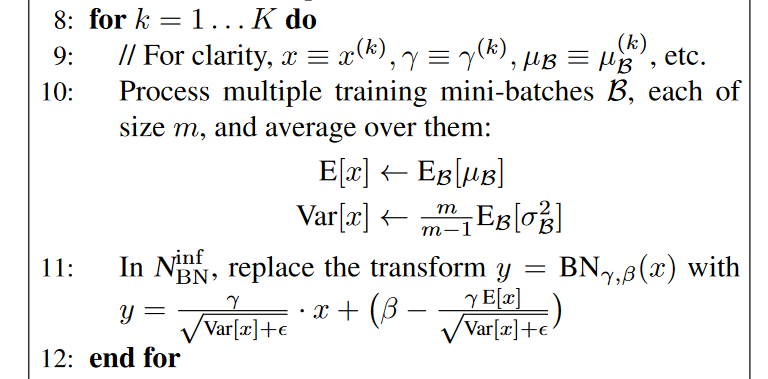 8: for k = 1 . . . K do
9: // For clarity, x ≡ x^(k), γ ≡ γ^(k), μ_B ≡ μ_B^(k), etc.
10: Process multiple training mini-batches B, each of
size m, and average over them:
E[x] ← E_B[μ_B]
Var[x] ← m/(m−1) E_B[σ_B^2]
11: In N_BN^inf, replace the transform y = BN_γ,β(x) with
y = γ/√(Var[x]+ϵ) · x + (β − γ E[x]/√(Var[x]+ϵ))
12: end for